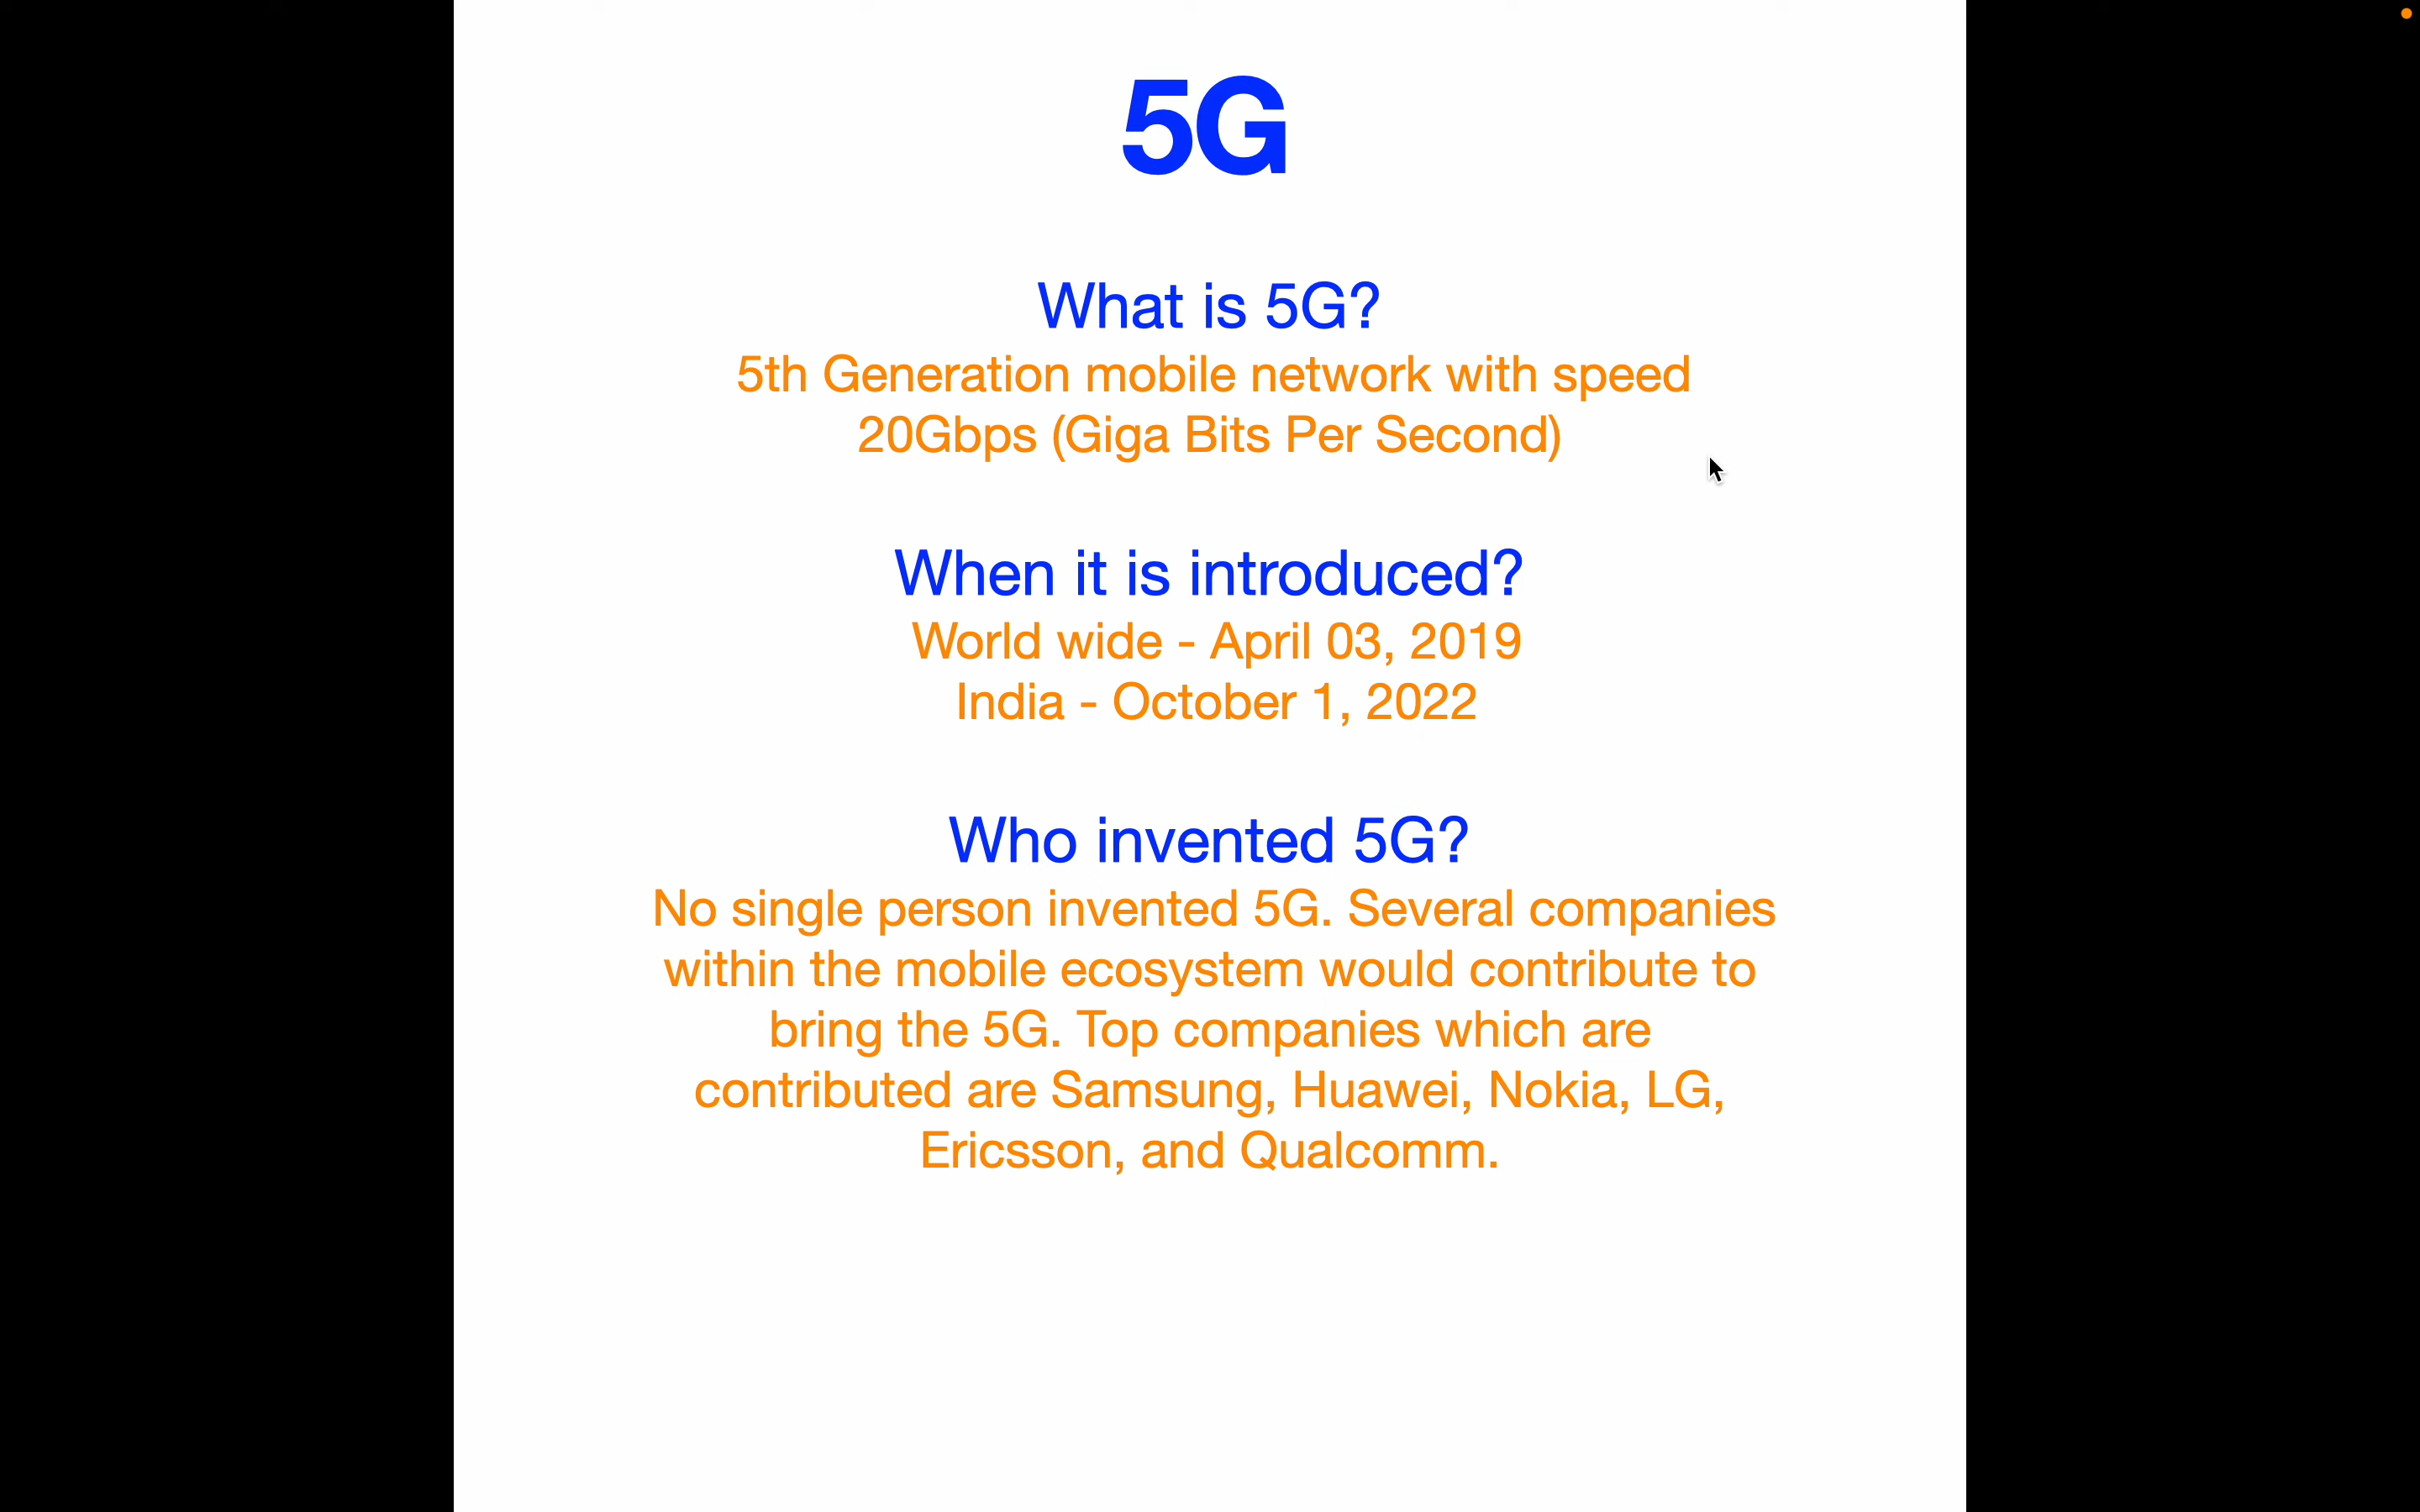 5G
What is 5G?
5th Generation mobile network with speed
20Gbps (Giga Bits Per Second)
When it is introduced?
World wide - April 03, 2019
India - October 1, 2022
Who invented 5G?
No single person invented 5G. Several companies
within the mobile ecosystem would contribute to
bring the 5G. Top companies which are
contributed are Samsung, Huawei, Nokia, LG,
Ericsson, and Qualcomm.